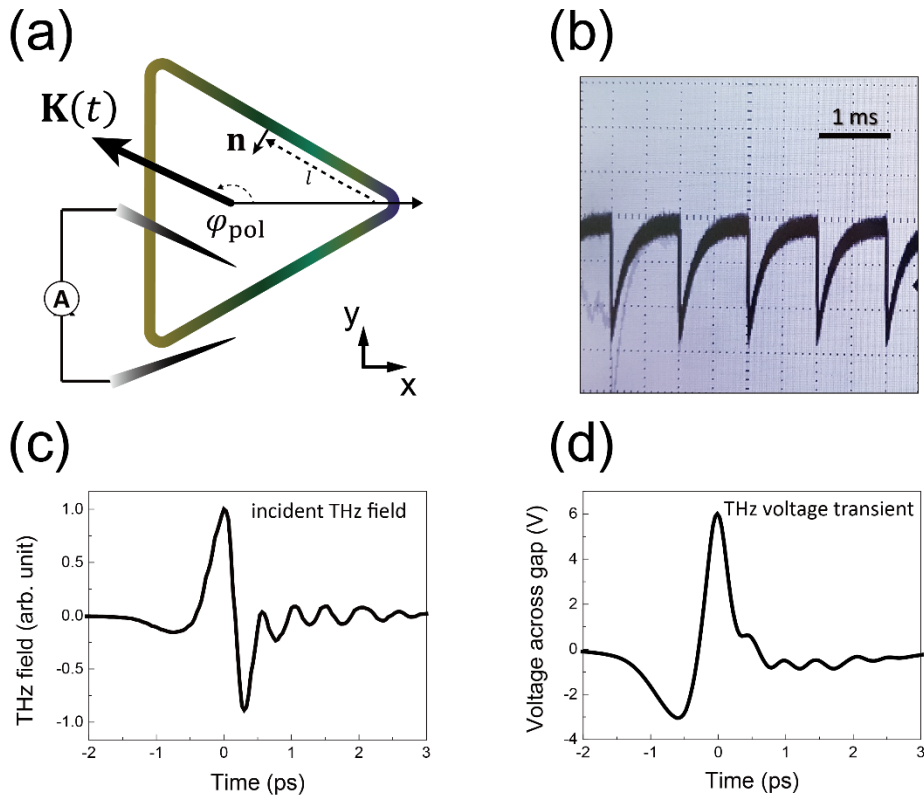 (a)
K(t)
n
l
φpol
A
y
x
(b)
1 ms
(c)
incident THz field
THz field (arb. unit)
1.0
0.5
0.0
-0.5
-1.0
-2 -1 0 1 2 3
Time (ps)
(d)
THz voltage transient
Voltage across gap (V)
6
4
2
0
-2
-4
-2 -1 0 1 2 3
Time (ps)